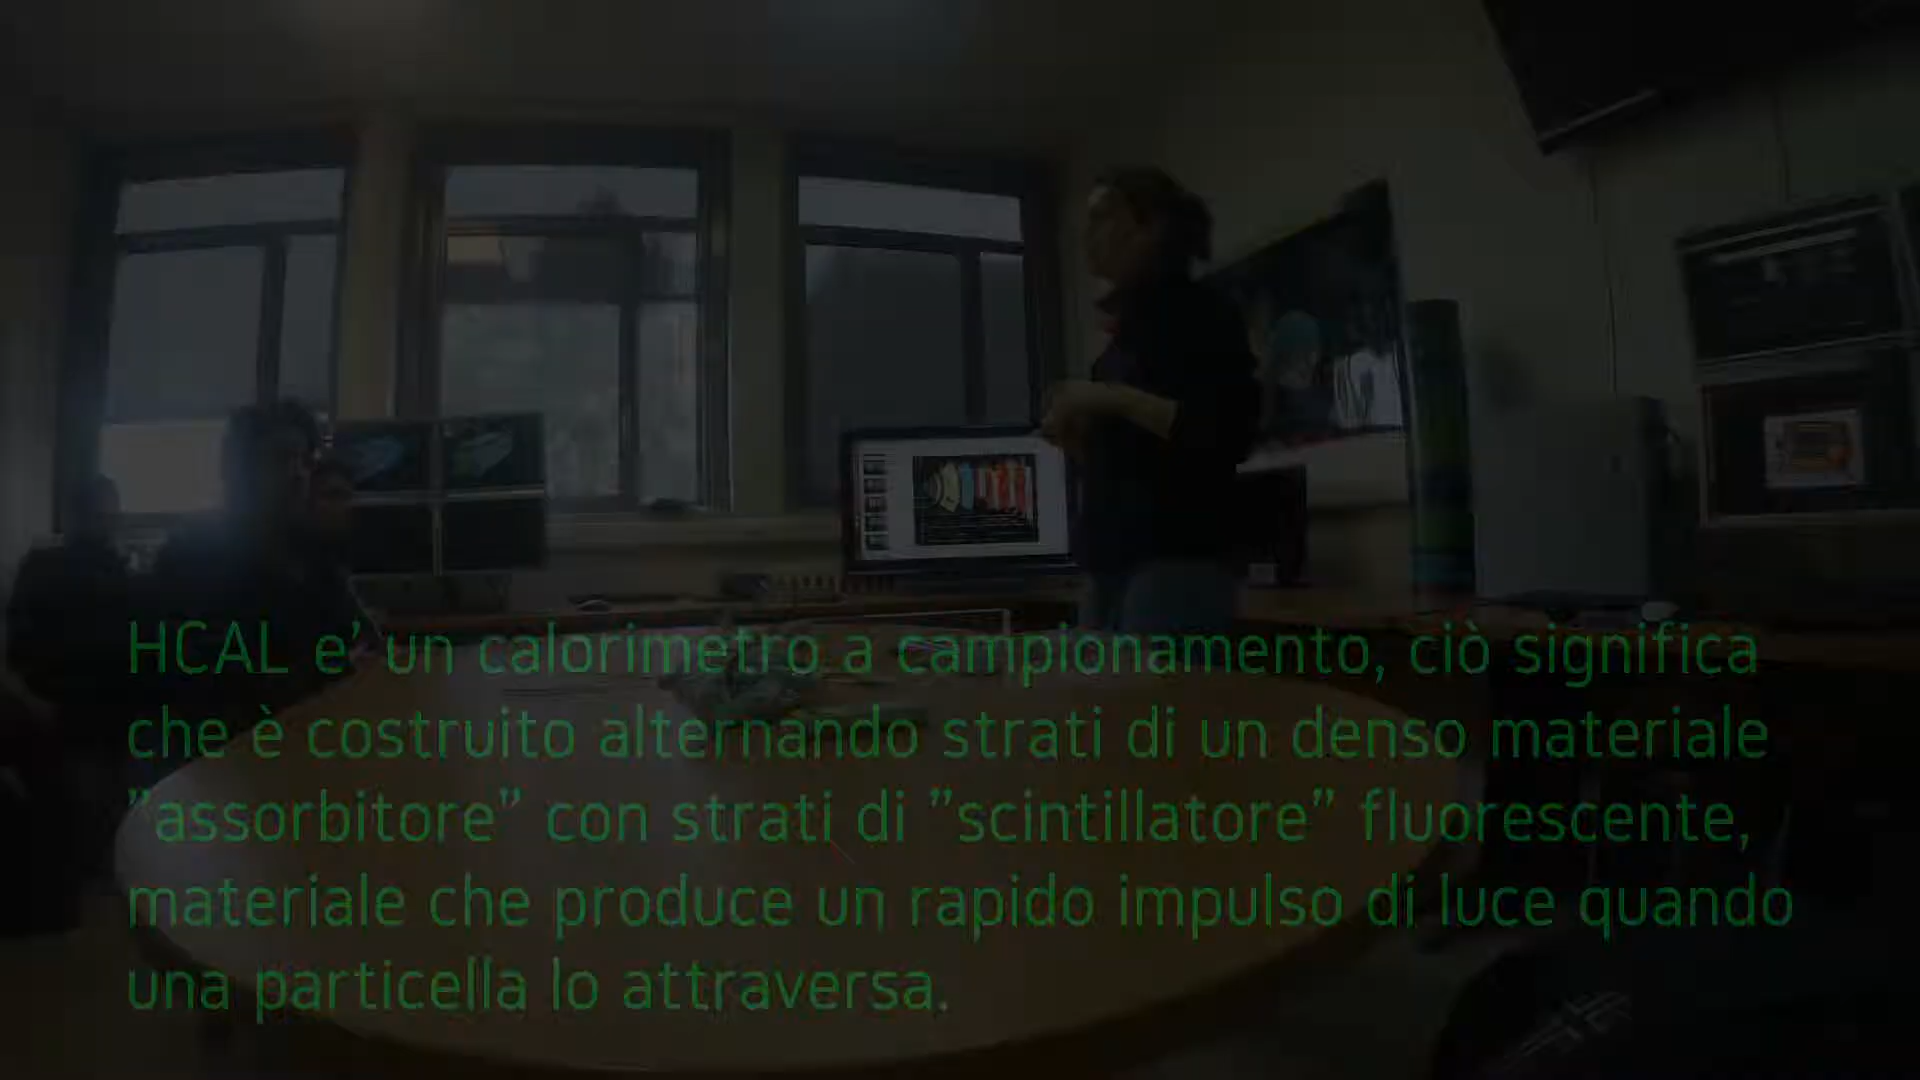 HCAL e' un calorimetro a campionamento, ciò significa
che è costruito alternando strati di un denso materiale
"assorbitore" con strati di "scintillatore" fluorescente,
materiale che produce un rapido impulso di luce quando
una particella lo attraversa.